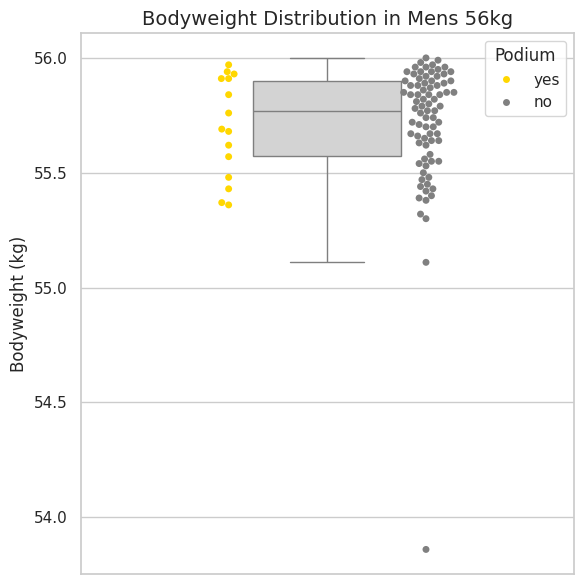 Bodyweight Distribution in Mens 56kg
Podium
yes
no
56.0
55.5
55.0
54.5
54.0
Bodyweight (kg)